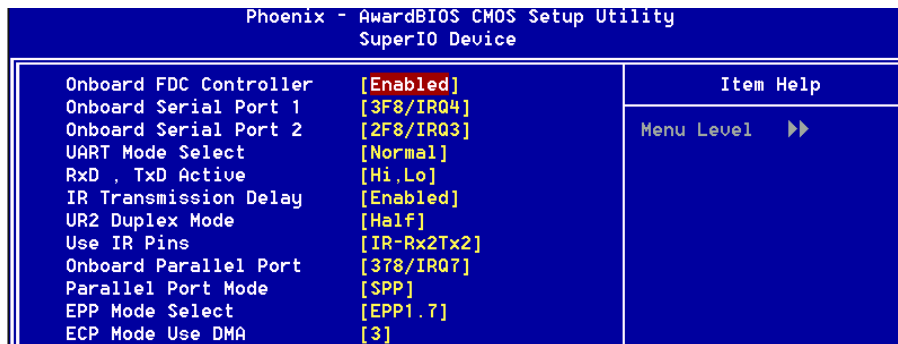 Phoenix - AwardBIOS CMOS Setup Utility
SuperIO Device
Onboard FDC Controller [Enabled]
Onboard Serial Port 1 [3F8/IRQ4]
Onboard Serial Port 2 [2F8/IRQ3]
UART Mode Select [Normal]
RxD , TxD Active [Hi,Lo]
IR Transmission Delay [Enabled]
UR2 Duplex Mode [Half]
Use IR Pins [IR-Rx2Tx2]
Onboard Parallel Port [378/IRQ7]
Parallel Port Mode [SPP]
EPP Mode Select [EPP1.7]
ECP Mode Use DMA [3]
Item Help
Menu Level